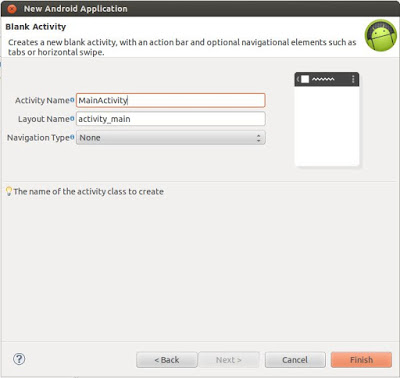 New Android Application
Blank Activity
Creates a new blank activity, with an action bar and optional navigational elements such as
tabs or horizontal swipe.
Activity Name MainActivity
Layout Name activity_main
Navigation Type None
The name of the activity class to create
? < Back Next > Cancel Finish